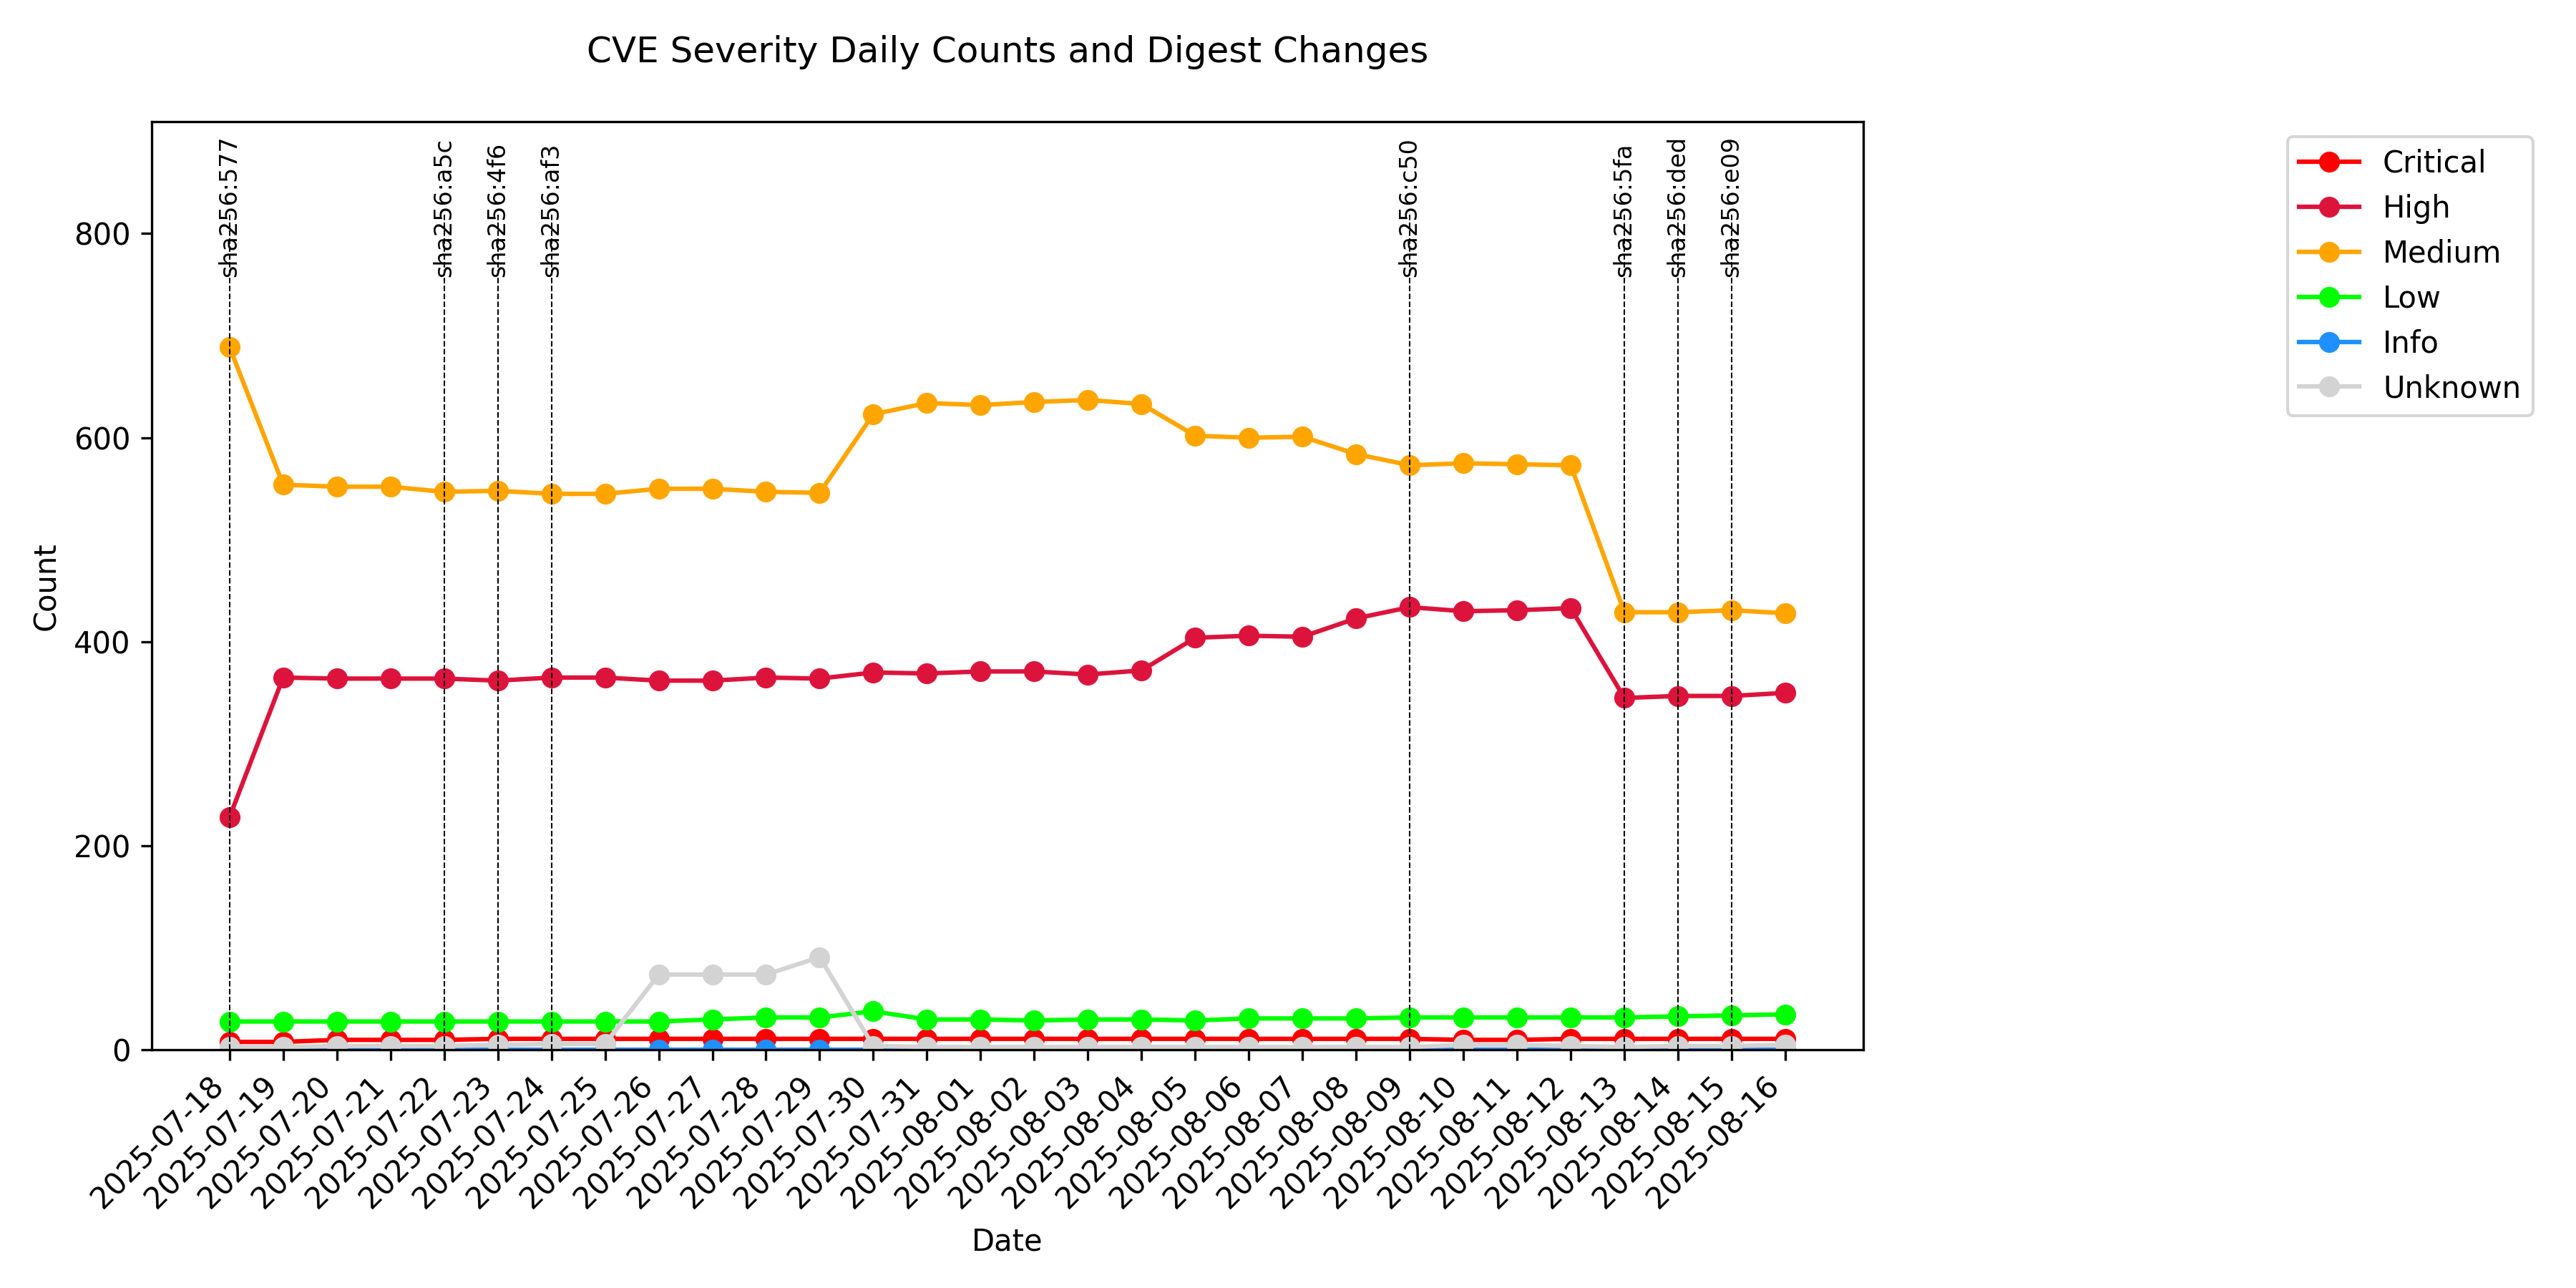 CVE Severity Daily Counts and Digest Changes
sha256:577
sha256:a5c
sha256:4f6
sha256:af3
sha256:c50
sha256:5fa
sha256:ded
sha256:e09
Critical
High
Medium
Low
Info
Unknown
800
600
400
200
0
Count
2025-07-18
2025-07-19
2025-07-20
2025-07-21
2025-07-22
2025-07-23
2025-07-24
2025-07-25
2025-07-26
2025-07-27
2025-07-28
2025-07-29
2025-07-30
2025-07-31
2025-08-01
2025-08-02
2025-08-03
2025-08-04
2025-08-05
2025-08-06
2025-08-07
2025-08-08
2025-08-09
2025-08-10
2025-08-11
2025-08-12
2025-08-13
2025-08-14
2025-08-15
2025-08-16
Date